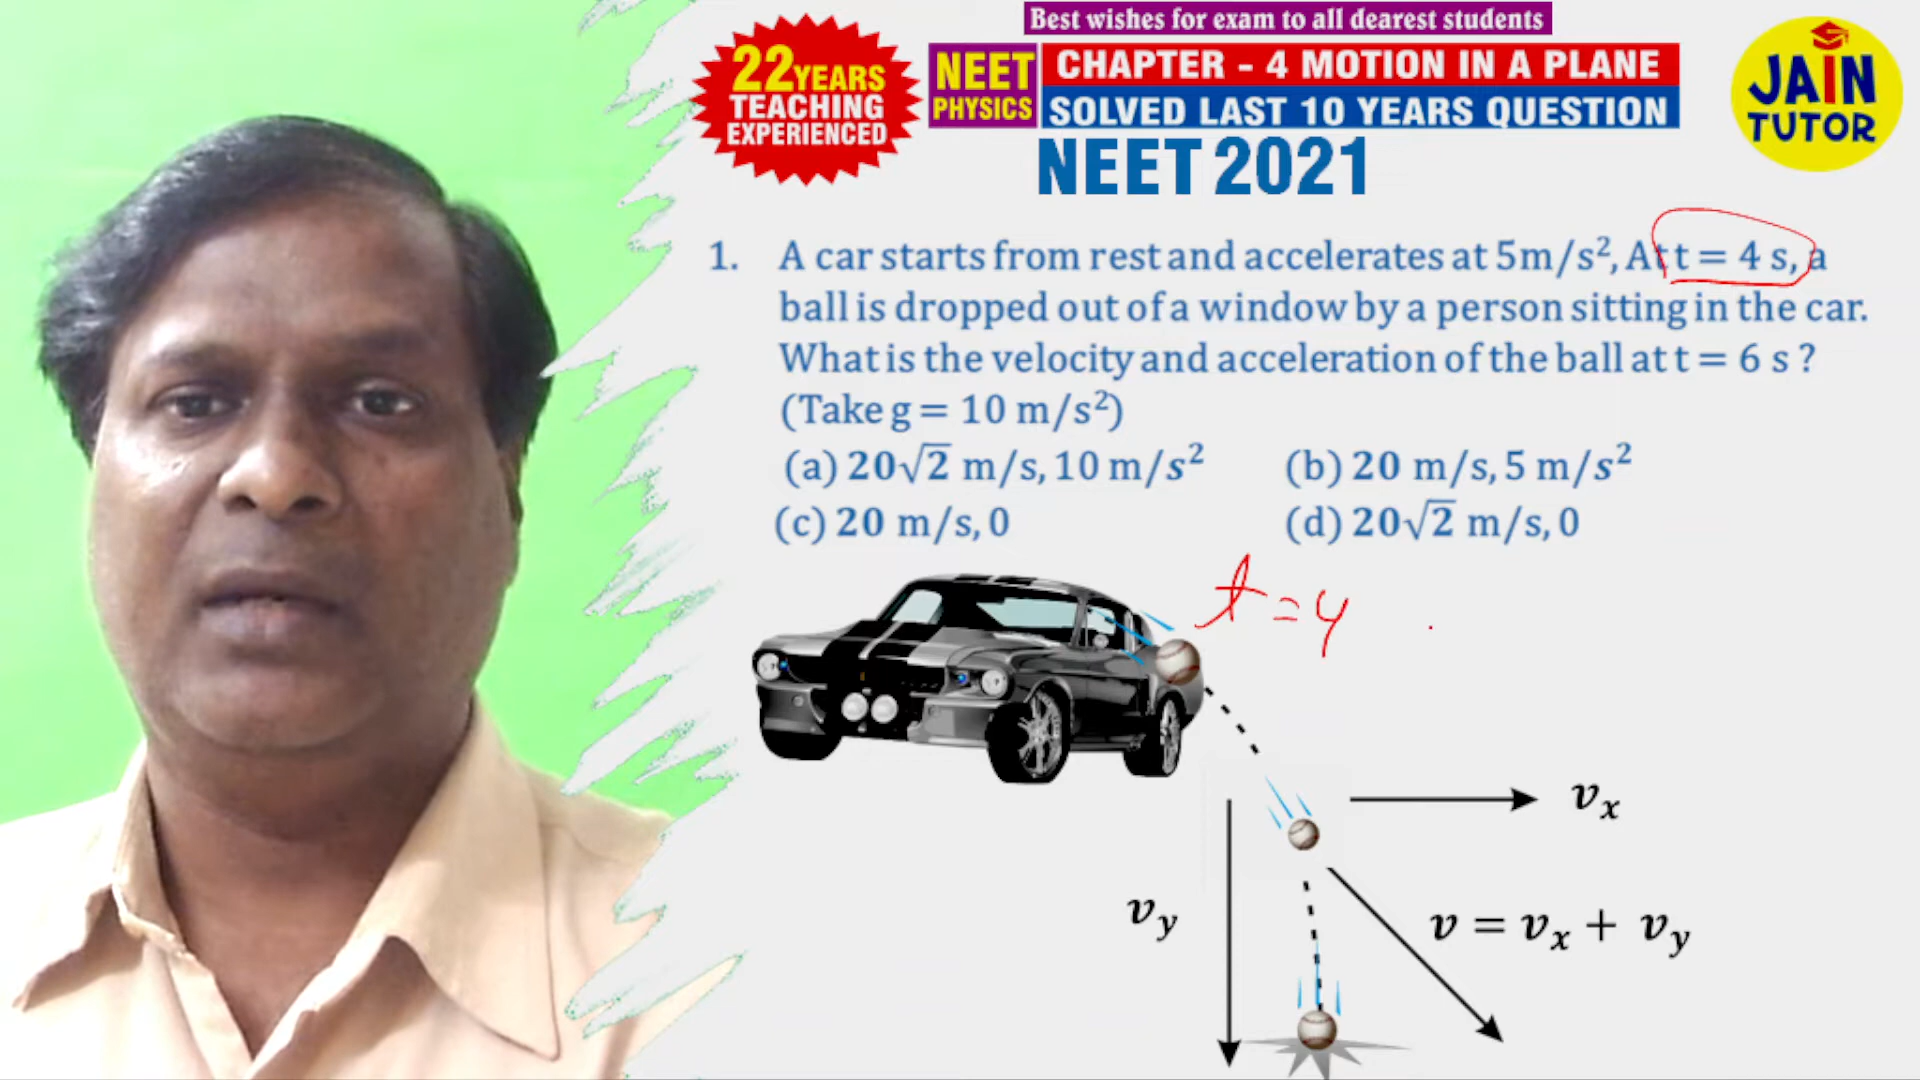 Best wishes for exam to all dearest students
22 YEARS
TEACHING
EXPERIENCED
NEET
PHYSICS
CHAPTER - 4 MOTION IN A PLANE
SOLVED LAST 10 YEARS QUESTION
NEET 2021
JAIN
TUTOR
1. A car starts from rest and accelerates at 5m/s², At t = 4 s, a
ball is dropped out of a window by a person sitting in the car.
What is the velocity and acceleration of the ball at t = 6 s ?
(Take g = 10 m/s²)
(a) 20√2 m/s, 10 m/s² (b) 20 m/s, 5 m/s²
(c) 20 m/s, 0 (d) 20√2 m/s, 0
t = 4
vₓ
v_y
v = vₓ + v_y